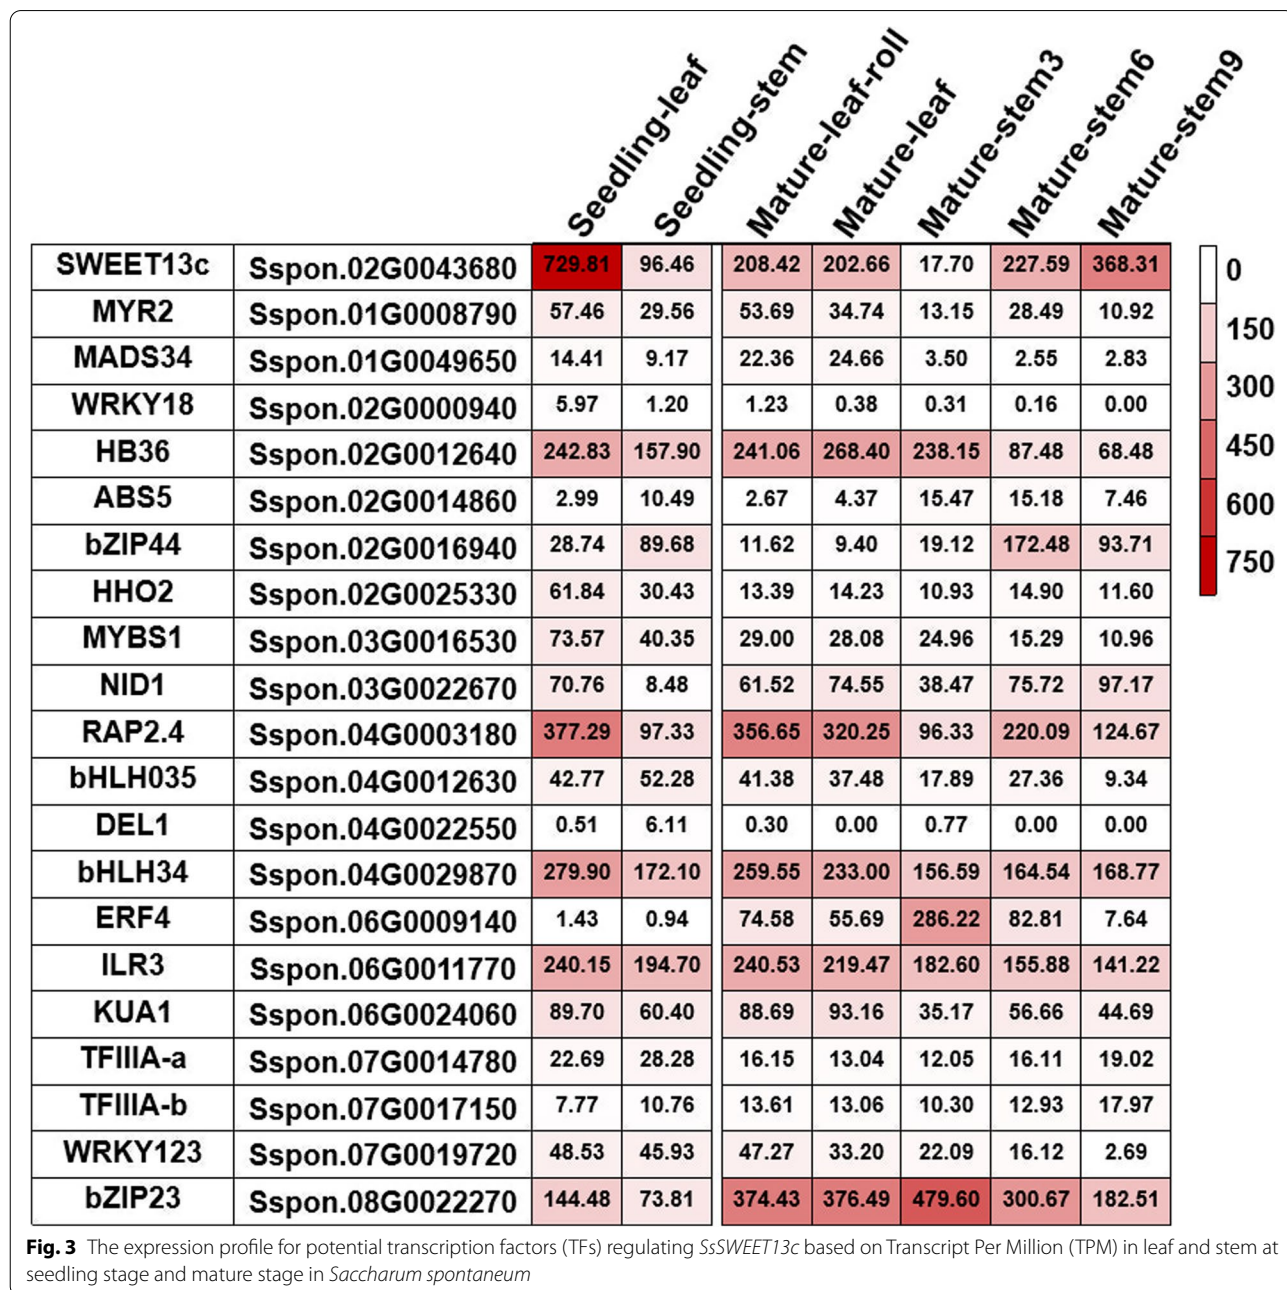 Seedling-leaf Seedling-stem Mature-leaf-roll Mature-leaf Mature-stem3 Mature-stem6 Mature-stem9
SWEET13c Sspon.02G0043680 729.81 96.46 208.42 202.66 17.70 227.59 368.31
MYR2 Sspon.01G0008790 57.46 29.56 53.69 34.74 13.15 28.49 10.92
MADS34 Sspon.01G0049650 14.41 9.17 22.36 24.66 3.50 2.55 2.83
WRKY18 Sspon.02G0000940 5.97 1.20 1.23 0.38 0.31 0.16 0.00
HB36 Sspon.02G0012640 242.83 157.90 241.06 268.40 238.15 87.48 68.48
ABS5 Sspon.02G0014860 2.99 10.49 2.67 4.37 15.47 15.18 7.46
bZIP44 Sspon.02G0016940 28.74 89.68 11.62 9.40 19.12 172.48 93.71
HHO2 Sspon.02G0025330 61.84 30.43 13.39 14.23 10.93 14.90 11.60
MYBS1 Sspon.03G0016530 73.57 40.35 29.00 28.08 24.96 15.29 10.96
NID1 Sspon.03G0022670 70.76 8.48 61.52 74.55 38.47 75.72 97.17
RAP2.4 Sspon.04G0003180 377.29 97.33 356.65 320.25 96.33 220.09 124.67
bHLH035 Sspon.04G0012630 42.77 52.28 41.38 37.48 17.89 27.36 9.34
DEL1 Sspon.04G0022550 0.51 6.11 0.30 0.00 0.77 0.00 0.00
bHLH34 Sspon.04G0029870 279.90 172.10 259.55 233.00 156.59 164.54 168.77
ERF4 Sspon.06G0009140 1.43 0.94 74.58 55.69 286.22 82.81 7.64
ILR3 Sspon.06G0011770 240.15 194.70 240.53 219.47 182.60 155.88 141.22
KUA1 Sspon.06G0024060 89.70 60.40 88.69 93.16 35.17 56.66 44.69
TFIIIA-a Sspon.07G0014780 22.69 28.28 16.15 13.04 12.05 16.11 19.02
TFIIIA-b Sspon.07G0017150 7.77 10.76 13.61 13.06 10.30 12.93 17.97
WRKY123 Sspon.07G0019720 48.53 45.93 47.27 33.20 22.09 16.12 2.69
bZIP23 Sspon.08G0022270 144.48 73.81 374.43 376.49 479.60 300.67 182.51
0
150
300
450
600
750
Fig. 3 The expression profile for potential transcription factors (TFs) regulating SsSWEET13c based on Transcript Per Million (TPM) in leaf and stem at
seedling stage and mature stage in Saccharum spontaneum